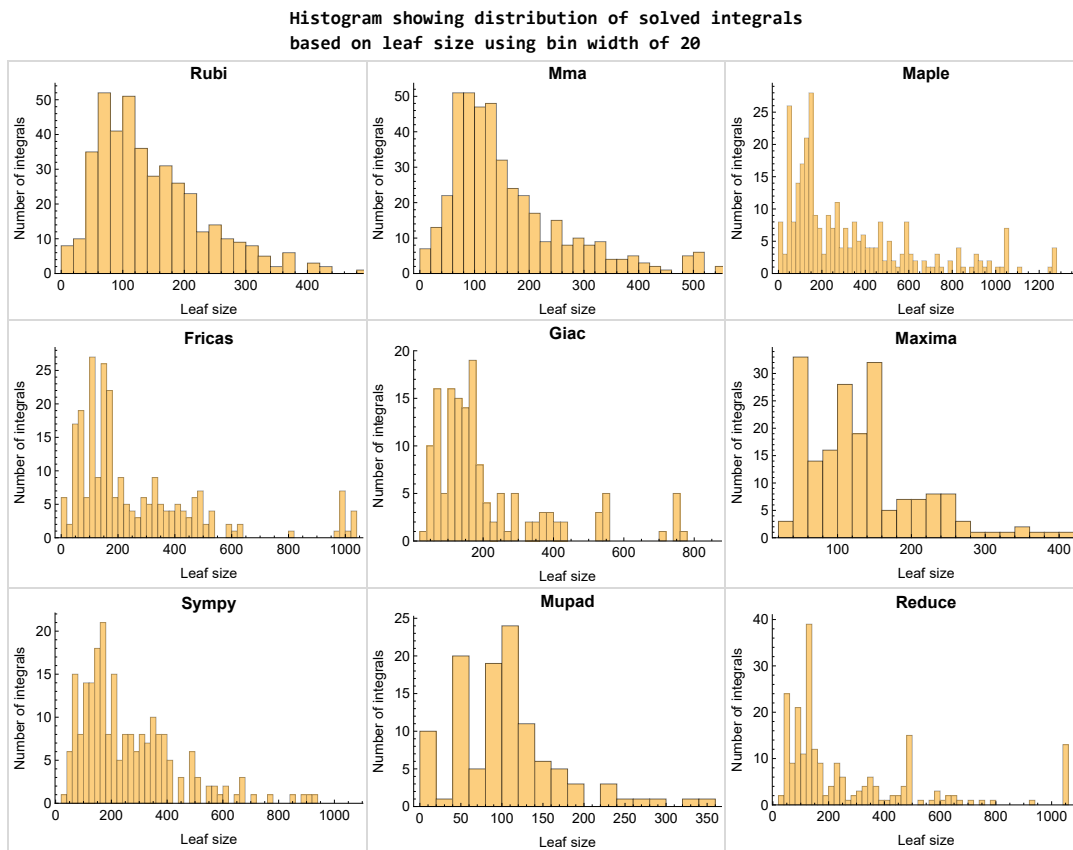 Histogram showing distribution of solved integrals
based on leaf size using bin width of 20
Rubi
Number of integrals
50
40
30
20
10
0
0 100 200 300 400
Leaf size
Mma
Number of integrals
50
40
30
20
10
0
0 100 200 300 400 500
Leaf size
Maple
Number of integrals
25
20
15
10
5
0
0 200 400 600 800 1000 1200
Leaf size
Fricas
Number of integrals
25
20
15
10
5
0
0 200 400 600 800 1000
Leaf size
Giac
Number of integrals
20
15
10
5
0
200 400 600 800
Leaf size
Maxima
Number of integrals
30
25
20
15
10
5
0
100 200 300 400
Leaf size
Sympy
Number of integrals
20
15
10
5
0
0 200 400 600 800 1000
Leaf size
Mupad
Number of integrals
25
20
15
10
5
0
0 50 100 150 200 250 300 350
Leaf size
Reduce
Number of integrals
40
30
20
10
0
0 200 400 600 800 1000
Leaf size